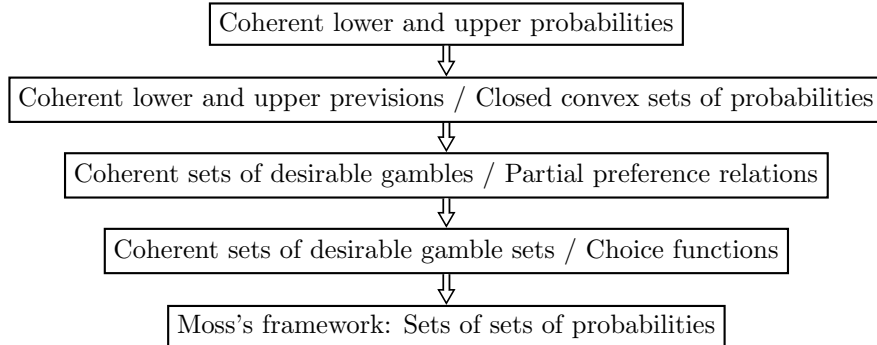 Coherent lower and upper probabilities
Coherent lower and upper previsions / Closed convex sets of probabilities
Coherent sets of desirable gambles / Partial preference relations
Coherent sets of desirable gamble sets / Choice functions
Moss's framework: Sets of sets of probabilities